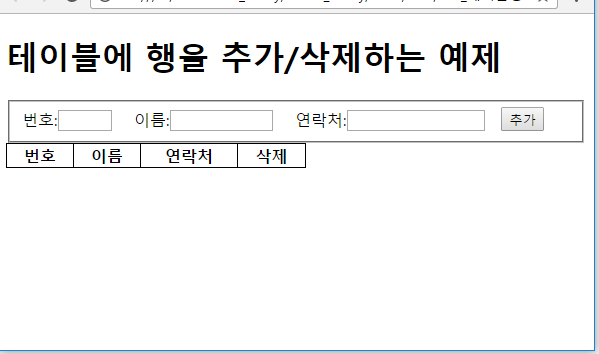 테이블에 행을 추가/삭제하는 예제
번호: 이름: 연락처: 추가
번호 이름 연락처 삭제